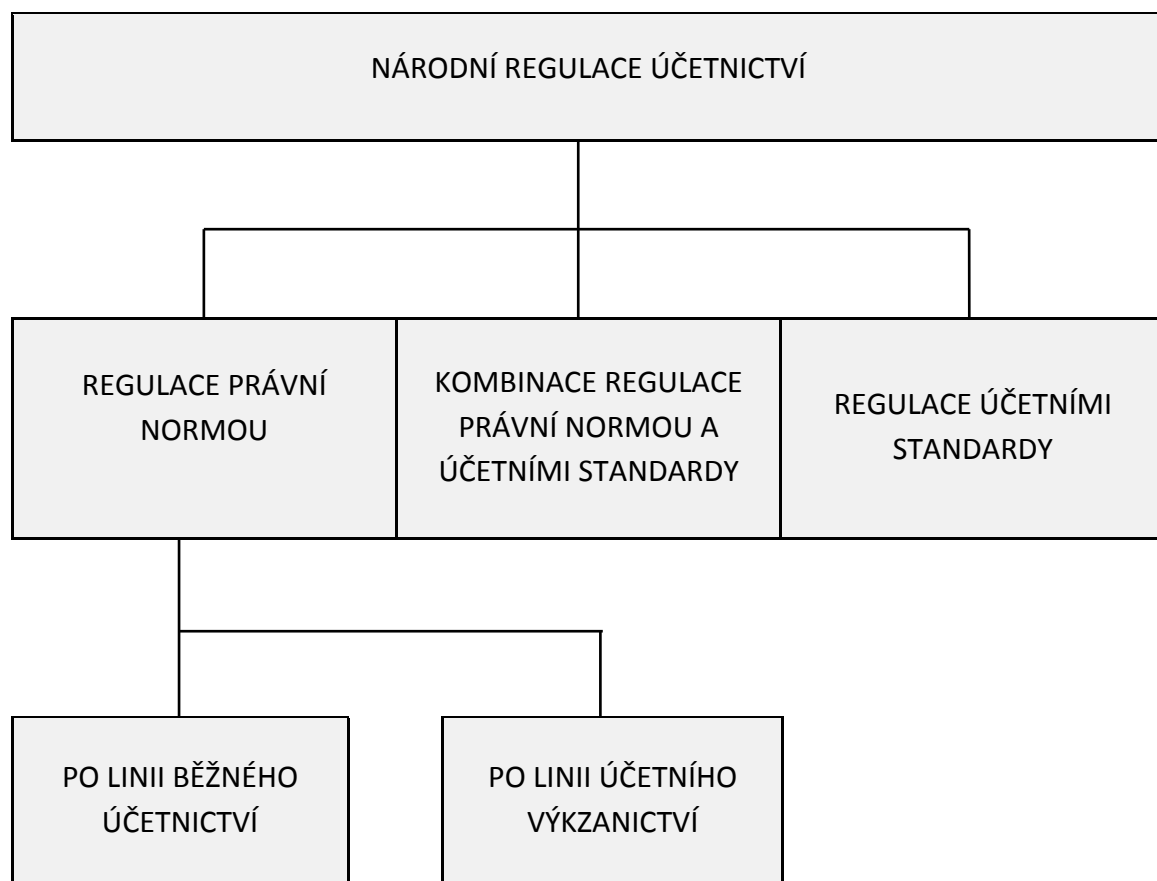 NÁRODNÍ REGULACE ÚČETNICTVÍ
REGULACE PRÁVNÍ
NORMOU
KOMBINACE REGULACE
PRÁVNÍ NORMOU A
ÚČETNÍMI STANDARDY
REGULACE ÚČETNÍMI
STANDARDY
PO LINII BĚŽNÉHO
ÚČETNICTVÍ
PO LINII ÚČETNÍHO
VÝKZANICTVÍ